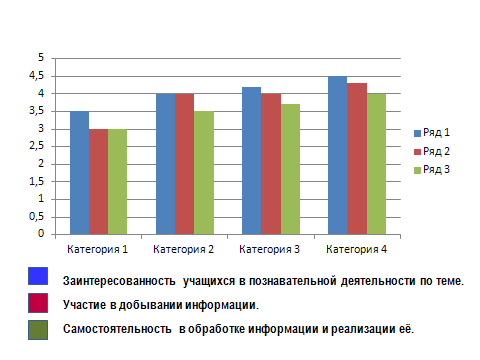 5
4,5
4
3,5
3
2,5
2
1,5
1
0,5
0
Категория 1 Категория 2 Категория 3 Категория 4
Ряд 1
Ряд 2
Ряд 3
Заинтересованность учащихся в познавательной деятельности по теме.
Участие в добывании информации.
Самостоятельность в обработке информации и реализации её.